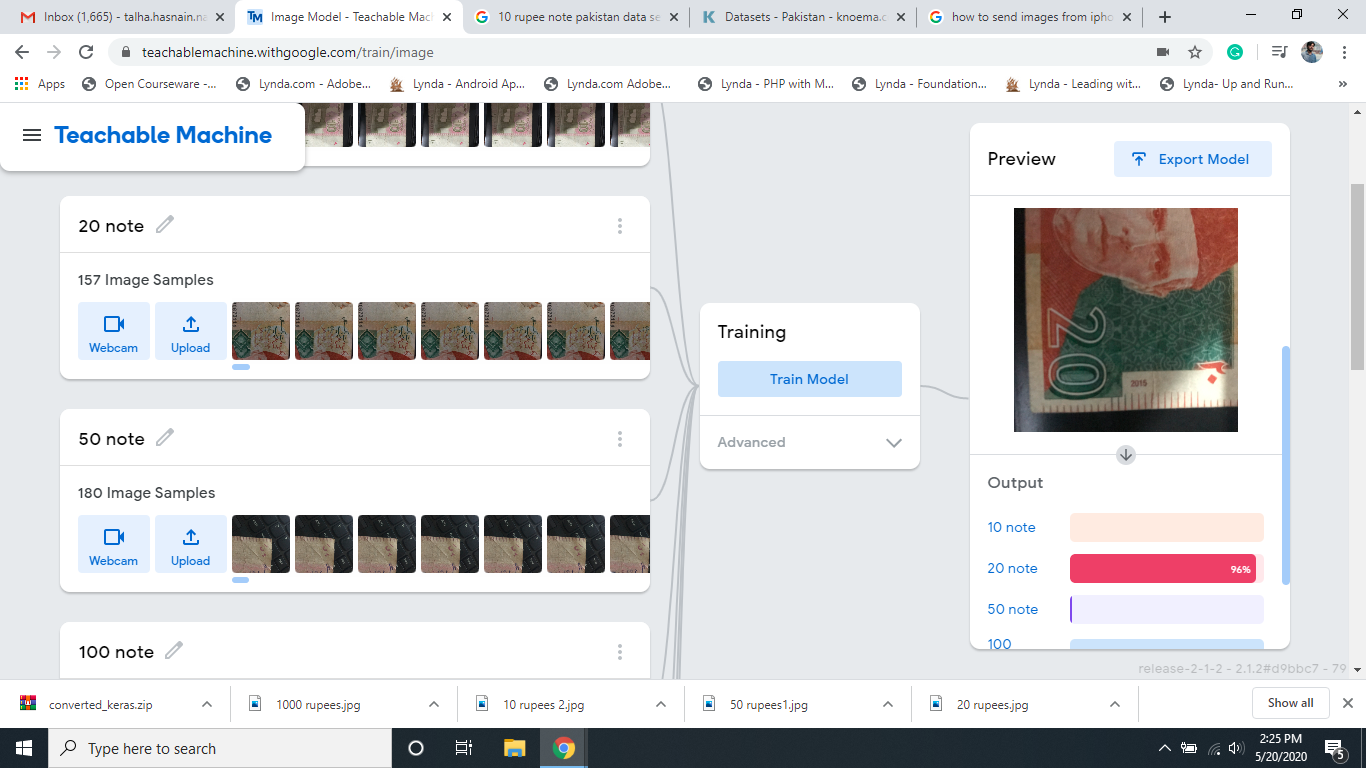 Inbox (1,665) - talha.hasnain.na
Image Model - Teachable Mac
10 rupee note pakistan data se
Datasets - Pakistan - knoema.c
how to send images from ipho
teachablemachine.withgoogle.com/train/image
Apps
Open Courseware -...
Lynda.com - Adobe...
Lynda - Android Ap...
Lynda.com Adobe...
Lynda - PHP with M...
Lynda - Foundation...
Lynda - Leading wit...
Lynda- Up and Run...
»
Teachable Machine
20 note
157 Image Samples
Webcam
Upload
50 note
180 Image Samples
Webcam
Upload
100 note
Training
Train Model
Advanced
Preview
Export Model
20
2015
Output
10 note
20 note
96%
50 note
100
release-2-1-2 - 2.1.2#d9bbc7 - 79
converted_keras.zip
1000 rupees.jpg
10 rupees 2.jpg
50 rupees1.jpg
20 rupees.jpg
Show all
Type here to search
2:25 PM
5/20/2020
5